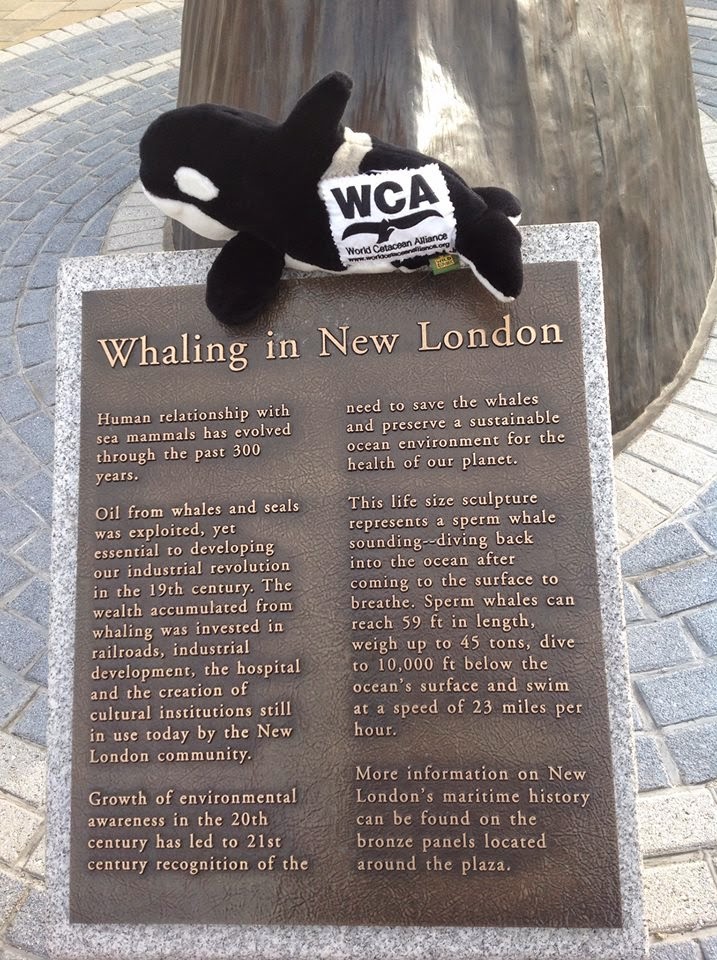 WCA
World Cetacean Alliance
www.worldcetaceanalliance.org
Whaling in New London
Human relationship with
sea mammals has evolved
through the past 300
years.
Oil from whales and seals
was exploited, yet
essential to developing
our industrial revolution
in the 19th century. The
wealth accumulated from
whaling was invested in
railroads, industrial
development, the hospital
and the creation of
cultural institutions still
in use today by the New
London community.
Growth of environmental
awareness in the 20th
century has led to 21st
century recognition of the
need to save the whales
and preserve a sustainable
ocean environment for the
health of our planet.
This life size sculpture
represents a sperm whale
sounding--diving back
into the ocean after
coming to the surface to
breathe. Sperm whales can
reach 59 ft in length,
weigh up to 45 tons, dive
to 10,000 ft below the
ocean's surface and swim
at a speed of 23 miles per
hour.
More information on New
London's maritime history
can be found on the
bronze panels located
around the plaza.